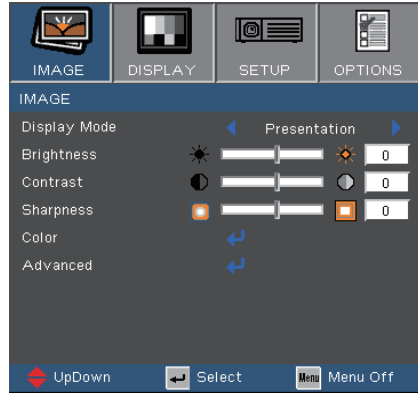 IMAGE DISPLAY SETUP OPTIONS
IMAGE
Display Mode Presentation
Brightness 0
Contrast 0
Sharpness 0
Color
Advanced
UpDown Select Menu Menu Off